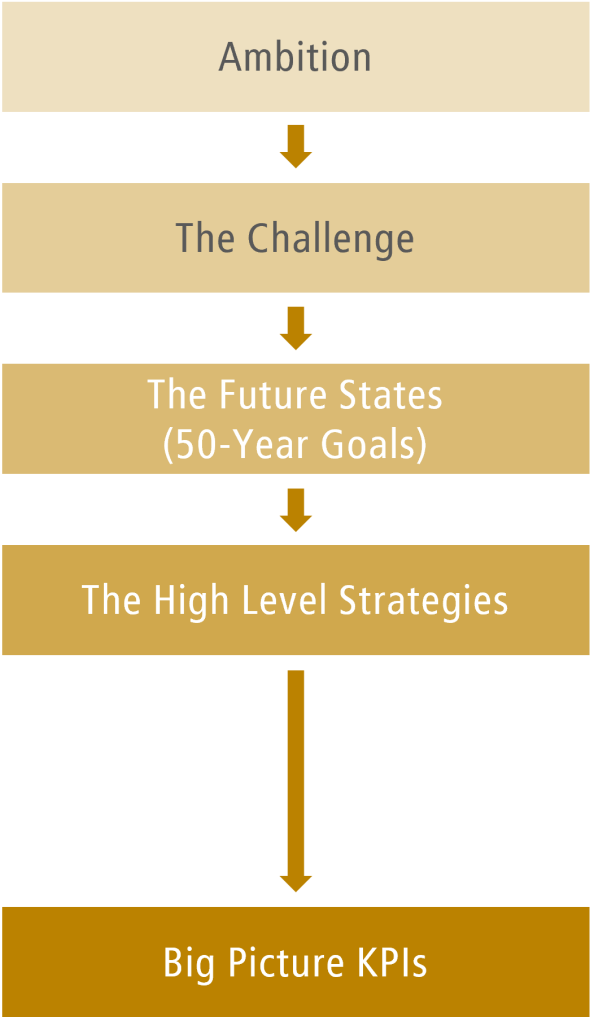 Ambition
The Challenge
The Future States
(50-Year Goals)
The High Level Strategies
Big Picture KPIs